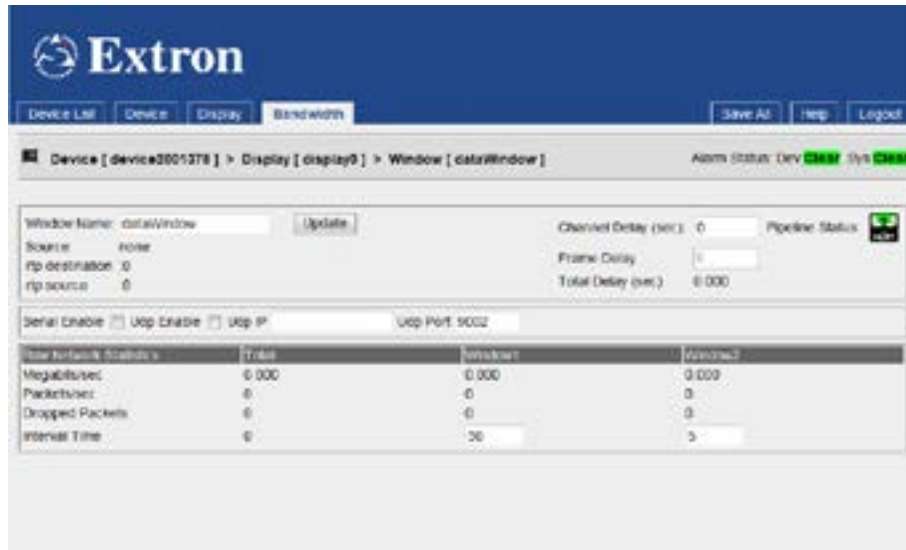 Extron
Device List Device Display Bandwidth Save All Help Logout
Device [ device2001378 ] > Display [ display0 ] > Window [ dataWindow ] Alarm Status: Dev Clear Sys Clear
Window Name: dataWindow Update Channel Delay (sec.): 0 Pipeline Status
Source none Frame Delay
rtp destination :0 Total Delay (sec.) 0.000
rtp source 0
Serial Enable Udp Enable Udp IP Udp Port 9002
Raw Network Statistics Total Window1 Window2
Megabits/sec 0.000 0.000 0.000
Packets/sec 0 0 0
Dropped Packets 0 0 0
Interval Time 0 30 5